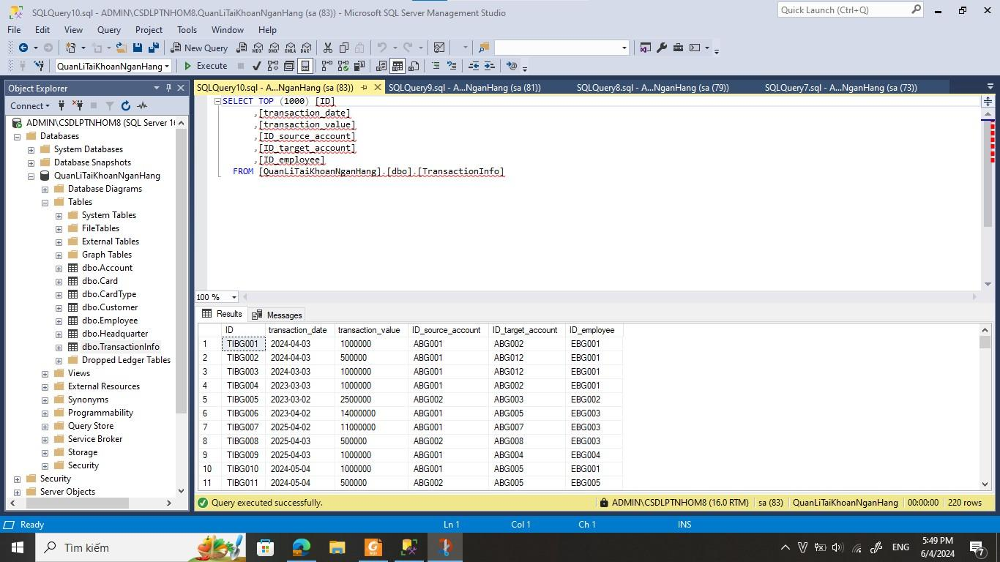 SQLQuery10.sql - ADMIN\CSDLPTNHOM8.QuanLiTaiKhoanNganHang (sa (83)) - Microsoft SQL Server Management Studio
Quick Launch (Ctrl+Q)
File Edit View Query Project Tools Window Help
New Query
MDX DMX XMLA DAX
QuanLiTaiKhoanNganHang Execute
Object Explorer
SQLQuery10.sql - A...NganHang (sa (83)) SQLQuery9.sql - A...NganHang (sa (81)) SQLQuery8.sql - A...NganHang (sa (79)) SQLQuery7.sql - A...NganHang (sa (73))
Connect
ADMIN\CSDLPTNHOM8 (SQL Server 16
Databases
System Databases
Database Snapshots
QuanLiTaiKhoanNganHang
Database Diagrams
Tables
System Tables
FileTables
External Tables
Graph Tables
dbo.Account
dbo.Card
dbo.CardType
dbo.Customer
dbo.Employee
dbo.Headquarter
dbo.TransactionInfo
Dropped Ledger Tables
Views
External Resources
Synonyms
Programmability
Query Store
Service Broker
Storage
Security
Security
Server Objects
SELECT TOP (1000) [ID]
,[transaction_date]
,[transaction_value]
,[ID_source_account]
,[ID_target_account]
,[ID_employee]
FROM [QuanLiTaiKhoanNganHang].[dbo].[TransactionInfo]
100 %
Results Messages
ID transaction_date transaction_value ID_source_account ID_target_account ID_employee
1 TIBG001 2024-04-03 1000000 ABG001 ABG002 EBG001
2 TIBG002 2024-04-03 500000 ABG001 ABG012 EBG001
3 TIBG003 2024-03-03 1000000 ABG001 ABG012 EBG001
4 TIBG004 2023-03-03 1000000 ABG001 ABG002 EBG001
5 TIBG005 2023-03-02 2500000 ABG002 ABG003 EBG002
6 TIBG006 2023-04-02 14000000 ABG001 ABG005 EBG003
7 TIBG007 2025-04-02 11000000 ABG001 ABG007 EBG003
8 TIBG008 2025-04-03 500000 ABG002 ABG008 EBG003
9 TIBG009 2025-04-03 1000000 ABG001 ABG004 EBG004
10 TIBG010 2024-05-04 1000000 ABG001 ABG005 EBG001
11 TIBG011 2024-05-04 500000 ABG002 ABG005 EBG005
Query executed successfully. ADMIN\CSDLPTNHOM8 (16.0 RTM) sa (83) QuanLiTaiKhoanNganHang 00:00:00 220 rows
Ready Ln 1 Col 1 Ch 1 INS
Tìm kiếm
ENG
5:49 PM
6/4/2024
7